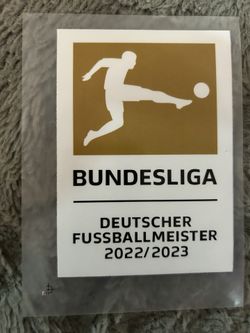 BUNDESLIGA
DEUTSCHER
FUSSBALLMEISTER
2022/2023